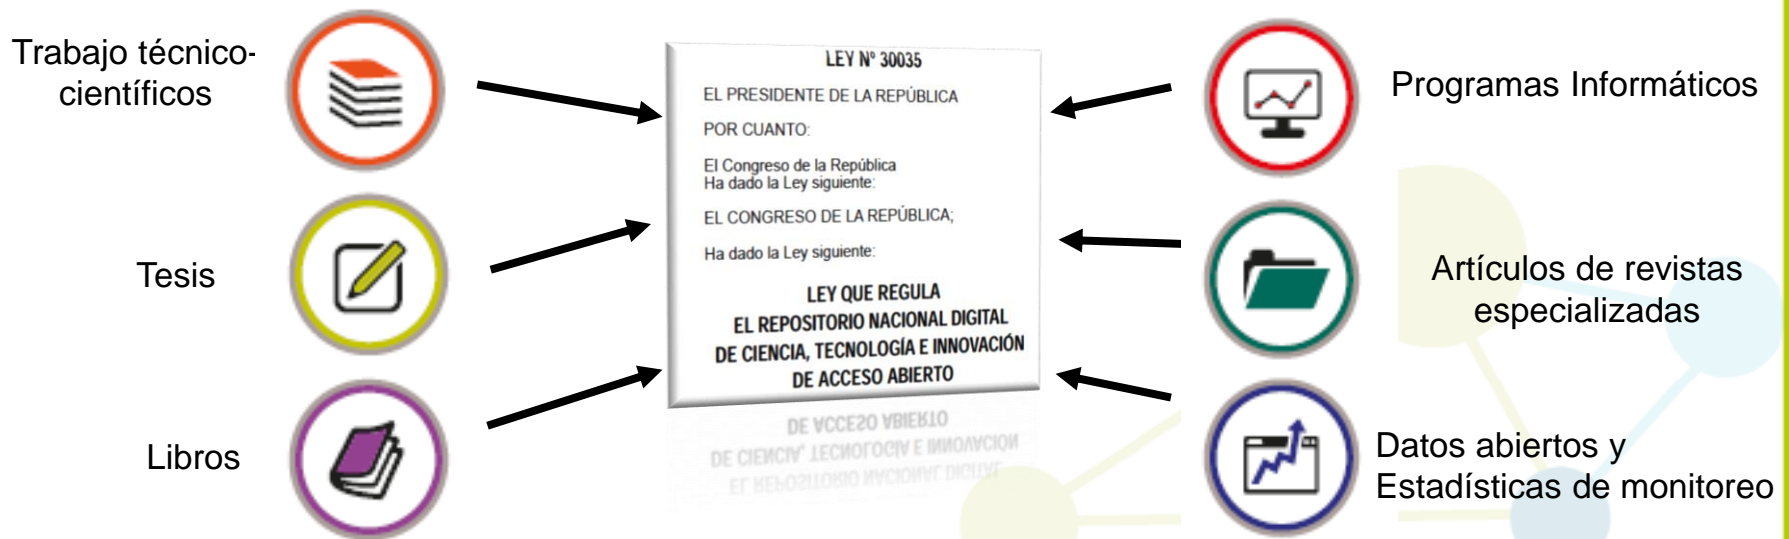 Trabajo técnico-
científicos
Tesis
Libros
LEY Nº 30035
EL PRESIDENTE DE LA REPÚBLICA
POR CUANTO:
El Congreso de la República
Ha dado la Ley siguiente:
EL CONGRESO DE LA REPÚBLICA;
Ha dado la Ley siguiente:
LEY QUE REGULA
EL REPOSITORIO NACIONAL DIGITAL
DE CIENCIA, TECNOLOGÍA E INNOVACIÓN
DE ACCESO ABIERTO
Programas Informáticos
Artículos de revistas
especializadas
Datos abiertos y
Estadísticas de monitoreo